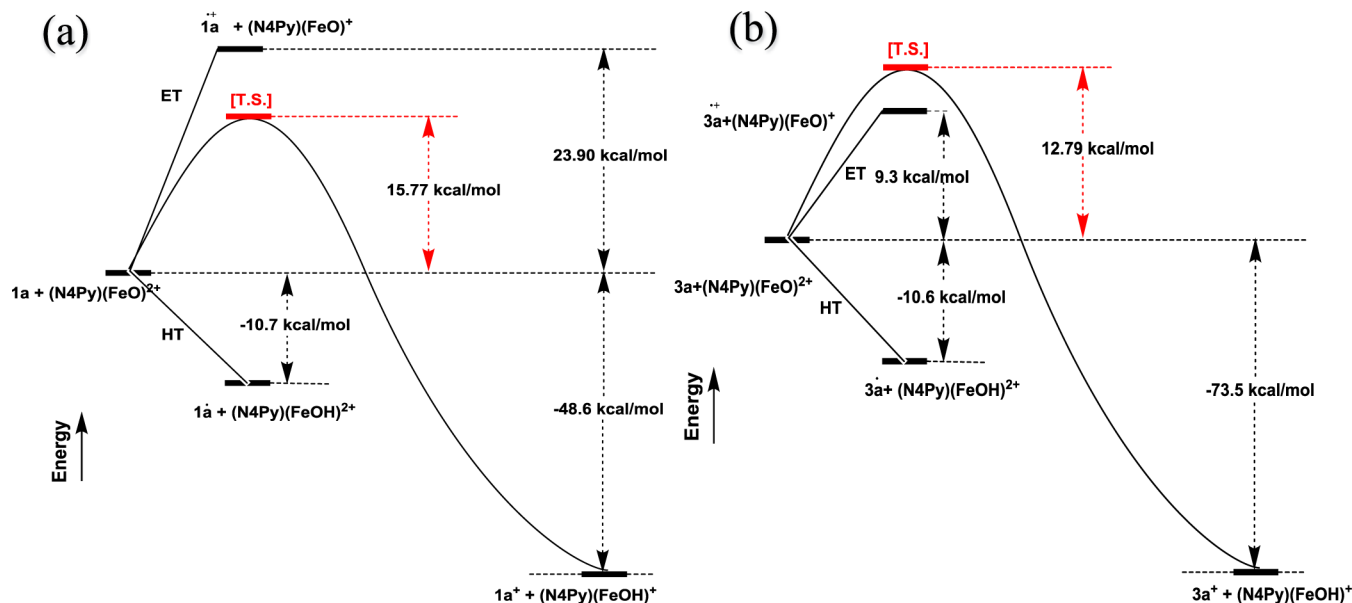 (a)
1a•+ + (N4Py)(FeO)+
ET
[T.S.]
15.77 kcal/mol
23.90 kcal/mol
1a + (N4Py)(FeO)2+
HT
-10.7 kcal/mol
1a• + (N4Py)(FeOH)2+
-48.6 kcal/mol
Energy
1a+ + (N4Py)(FeOH)+
(b)
[T.S.]
3a•++(N4Py)(FeO)+
ET
9.3 kcal/mol
12.79 kcal/mol
3a+(N4Py)(FeO)2+
HT
-10.6 kcal/mol
3a•+ (N4Py)(FeOH)2+
-73.5 kcal/mol
Energy
3a+ + (N4Py)(FeOH)+